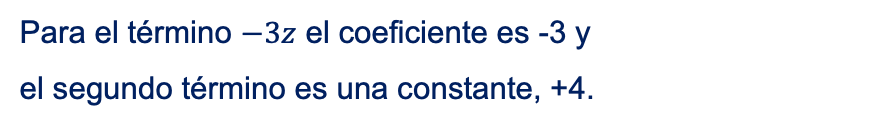 Para el término −3z el coeficiente es -3 y
el segundo término es una constante, +4.